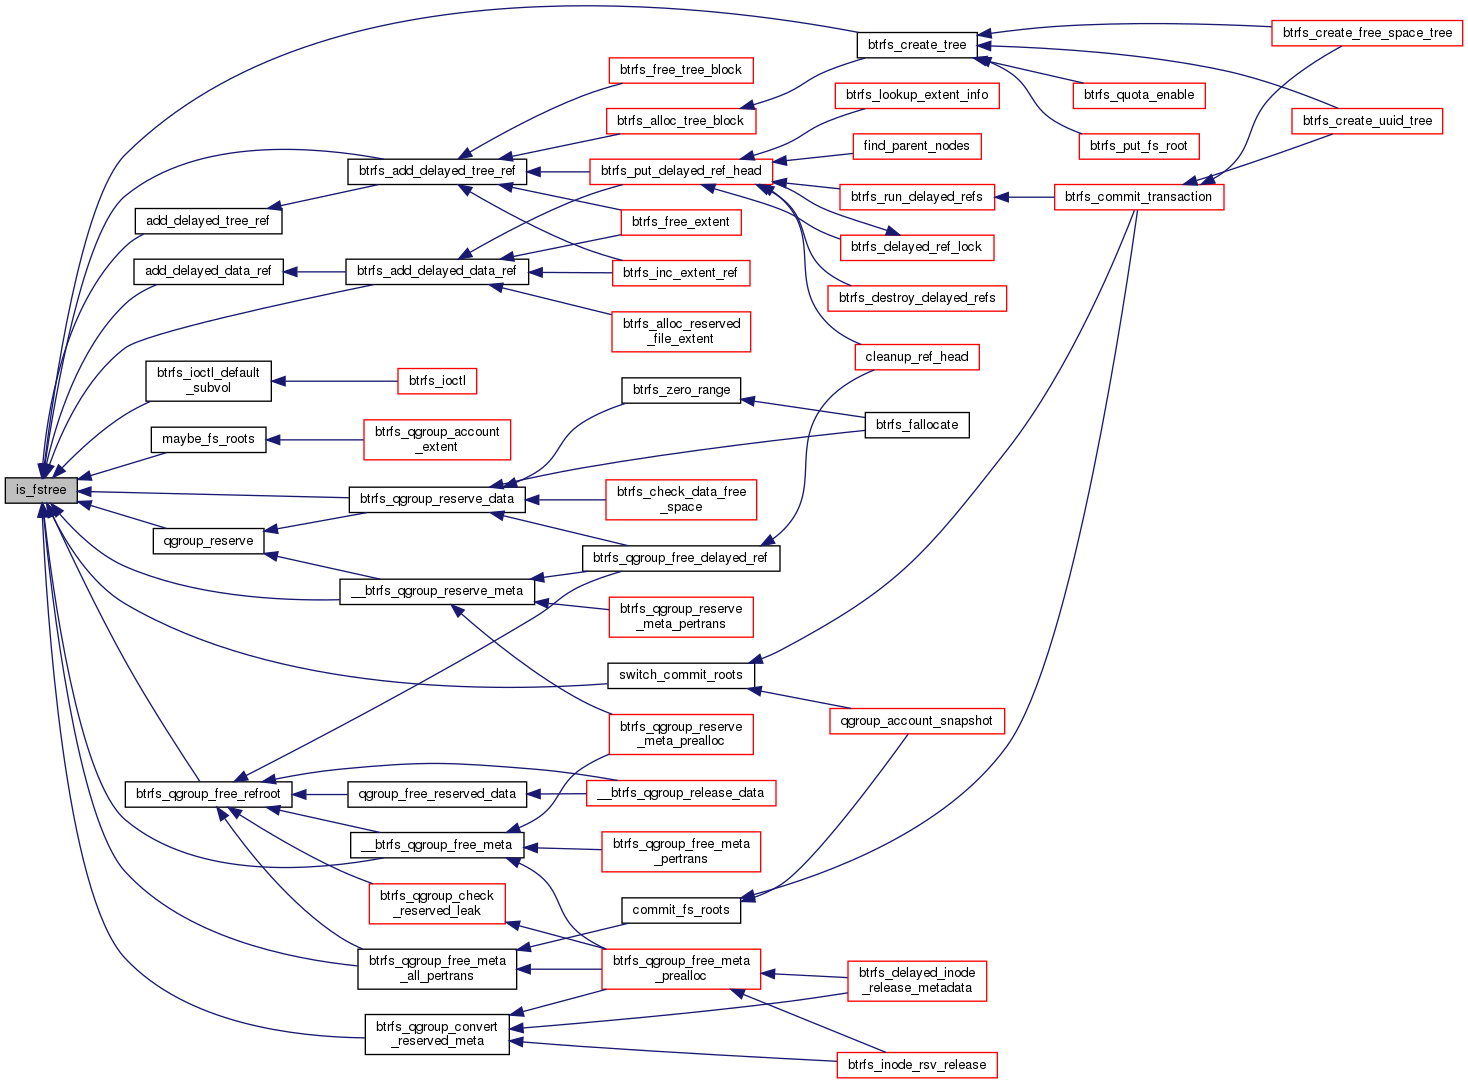 is_fstree
btrfs_create_tree
btrfs_create_free_space_tree
btrfs_quota_enable
btrfs_create_uuid_tree
btrfs_put_fs_root
btrfs_free_tree_block
btrfs_alloc_tree_block
btrfs_lookup_extent_info
find_parent_nodes
btrfs_add_delayed_tree_ref
btrfs_put_delayed_ref_head
btrfs_run_delayed_refs
btrfs_commit_transaction
add_delayed_tree_ref
btrfs_free_extent
btrfs_delayed_ref_lock
add_delayed_data_ref
btrfs_add_delayed_data_ref
btrfs_inc_extent_ref
btrfs_destroy_delayed_refs
btrfs_alloc_reserved
_file_extent
cleanup_ref_head
btrfs_ioctl_default
_subvol
btrfs_ioctl
btrfs_zero_range
btrfs_fallocate
maybe_fs_roots
btrfs_qgroup_account
_extent
btrfs_qgroup_reserve_data
btrfs_check_data_free
_space
qgroup_reserve
btrfs_qgroup_free_delayed_ref
__btrfs_qgroup_reserve_meta
btrfs_qgroup_reserve
_meta_pertrans
switch_commit_roots
qgroup_account_snapshot
btrfs_qgroup_reserve
_meta_prealloc
btrfs_qgroup_free_refroot
qgroup_free_reserved_data
__btrfs_qgroup_release_data
__btrfs_qgroup_free_meta
btrfs_qgroup_free_meta
_pertrans
btrfs_qgroup_check
_reserved_leak
commit_fs_roots
btrfs_qgroup_free_meta
_all_pertrans
btrfs_qgroup_free_meta
_prealloc
btrfs_delayed_inode
_release_metadata
btrfs_qgroup_convert
_reserved_meta
btrfs_inode_rsv_release